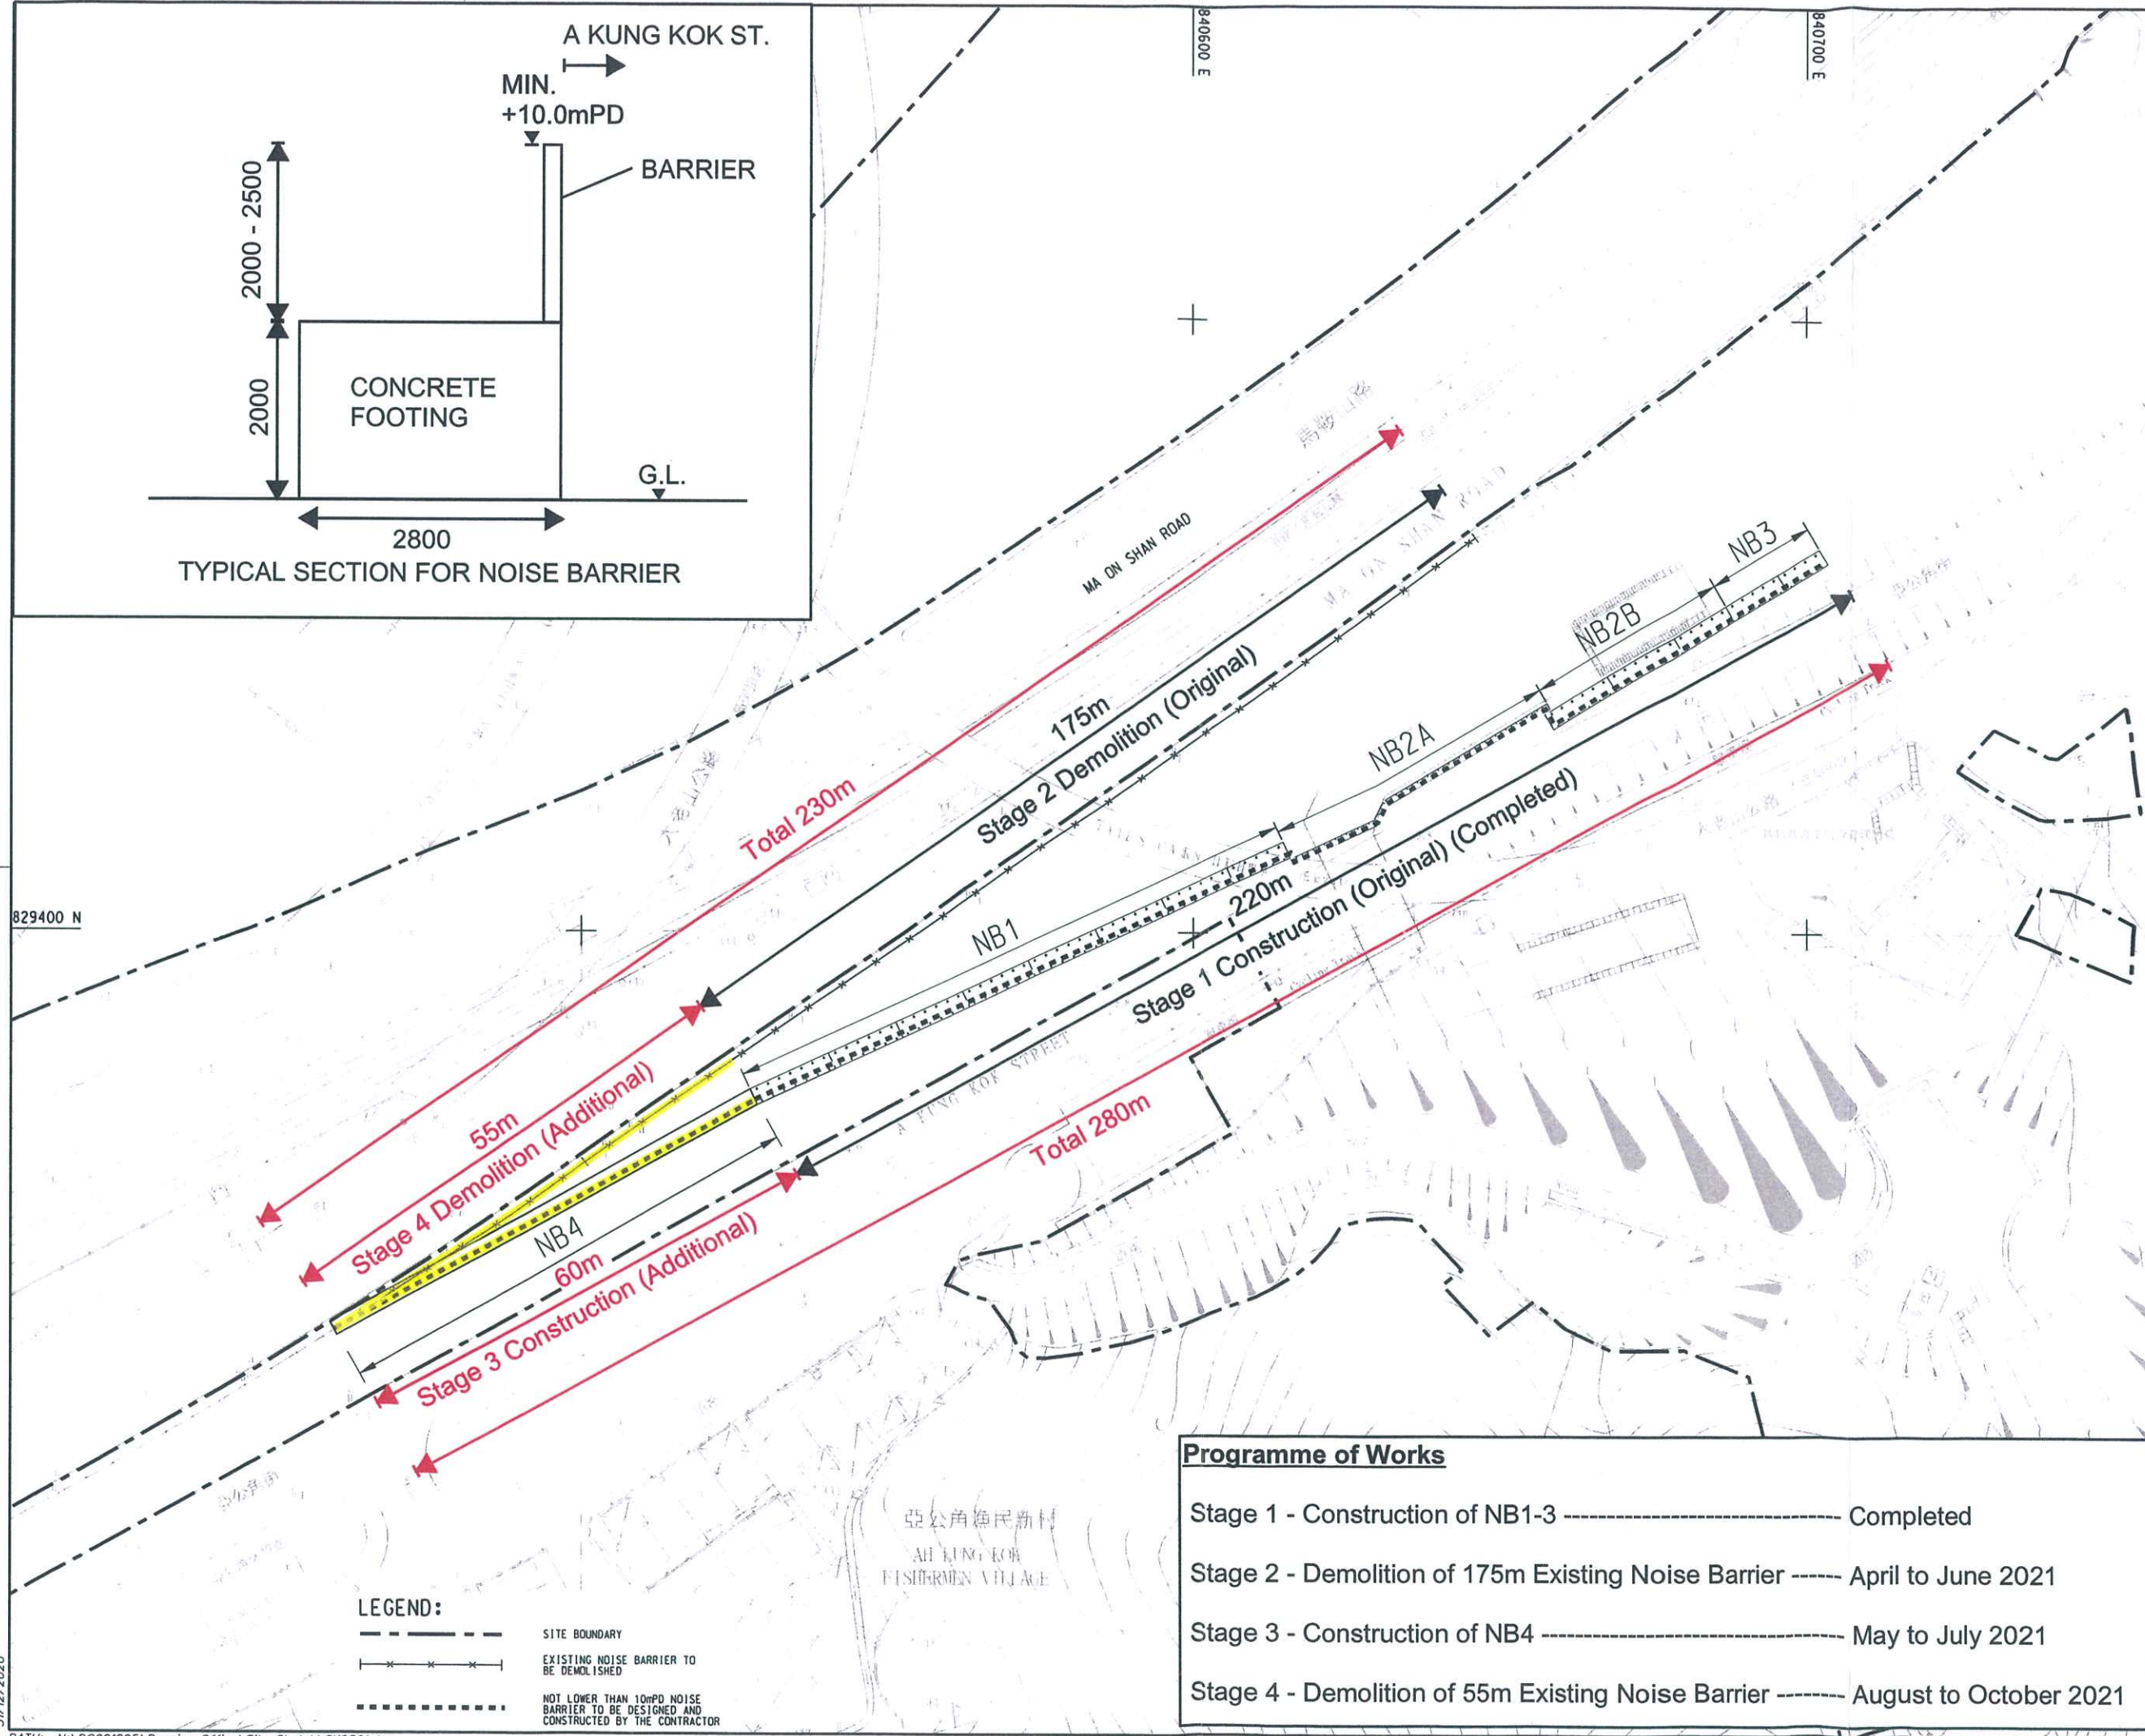 A KUNG KOK ST.
MIN.
+10.0mPD
BARRIER
2000 - 2500
2000
CONCRETE
FOOTING
G.L.
2800
TYPICAL SECTION FOR NOISE BARRIER
840600 E
840700 E
829400 N
馬鞍山路
MA ON SHAN ROAD
MA ON SHAN ROAD
Total 230m
175m
Stage 2 Demolition (Original)
NB3
NB2B
NB2A
NB1
220m
Stage 1 Construction (Original) (Completed)
A KUNG KOK STREET
Total 280m
55m
Stage 4 Demolition (Additional)
NB4
60m
Stage 3 Construction (Additional)
亞公角漁民新村
AH KUNG KOK
FISHERMEN VILLAGE
LEGEND:
SITE BOUNDARY
EXISTING NOISE BARRIER TO
BE DEMOLISHED
NOT LOWER THAN 10mPD NOISE
BARRIER TO BE DESIGNED AND
CONSTRUCTED BY THE CONTRACTOR
Programme of Works
Stage 1 - Construction of NB1-3 ------------------------------- Completed
Stage 2 - Demolition of 175m Existing Noise Barrier ------ April to June 2021
Stage 3 - Construction of NB4 ---------------------------------- May to July 2021
Stage 4 - Demolition of 55m Existing Noise Barrier -------- August to October 2021